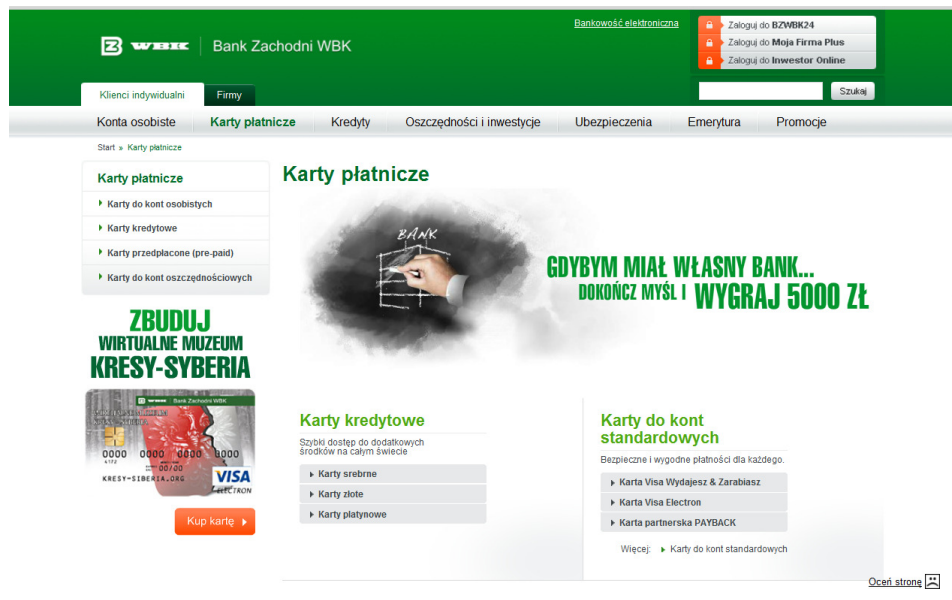 Bankowość elektroniczna
Zaloguj do BZWBK24
Zaloguj do Moja Firma Plus
Zaloguj do Inwestor Online
WBK
Bank Zachodni WBK
Szukaj
Klienci indywidualni
Firmy
Konta osobiste
Karty płatnicze
Kredyty
Oszczędności i inwestycje
Ubezpieczenia
Emerytura
Promocje
Start » Karty płatnicze
Karty płatnicze
Karty do kont osobistych
Karty kredytowe
Karty przedpłacone (pre-paid)
Karty do kont oszczędnościowych
ZBUDUJ
WIRTUALNE MUZEUM
KRESY-SYBERIA
Bank Zachodni WBK
0000 0000 0000 0000
00/00
KRESY-SIBERIA.ORG
VISA
ELECTRON
Kup kartę
Karty płatnicze
BANK
GDYBYM MIAŁ WŁASNY BANK...
DOKOŃCZ MYŚL I WYGRAJ 5000 ZŁ
Karty kredytowe
Szybki dostęp do dodatkowych
środków na całym świecie
Karty srebrne
Karty złote
Karty platynowe
Karty do kont
standardowych
Bezpieczne i wygodne płatności dla każdego.
Karta Visa Wydajesz & Zarabiasz
Karta Visa Electron
Karta partnerska PAYBACK
Więcej: Karty do kont standardowych
Oceń stronę